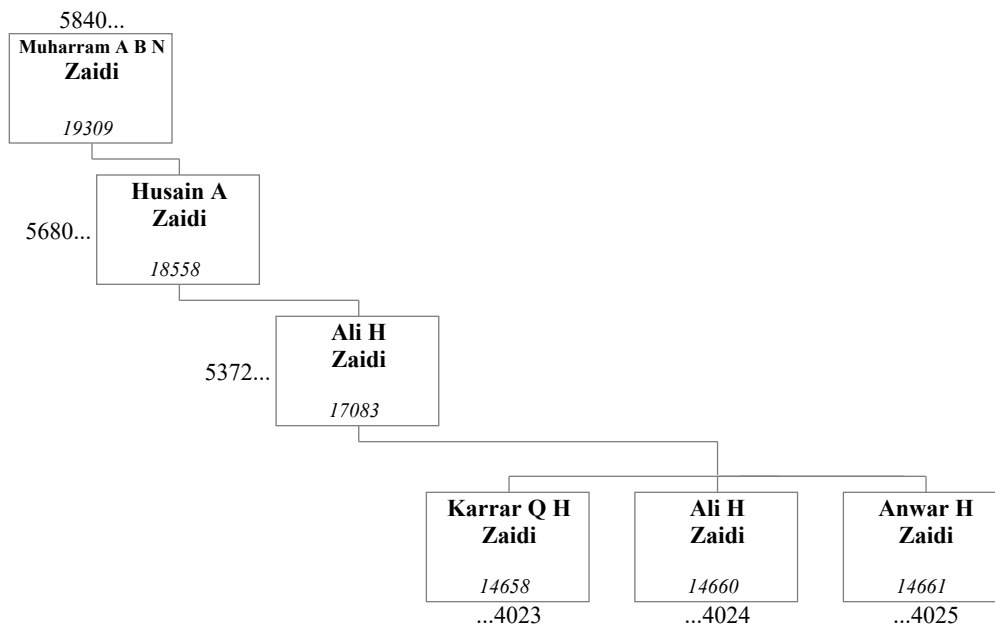 5840...
Muharram A B N
Zaidi
19309
Husain A
Zaidi
5680...
18558
Ali H
Zaidi
5372...
17083
Karrar Q H
Zaidi
14658
...4023
Ali H
Zaidi
14660
...4024
Anwar H
Zaidi
14661
...4025